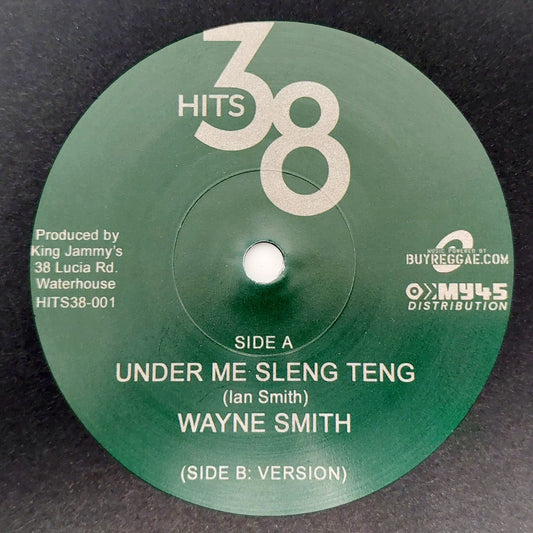 HITS 38
Produced by
King Jammy's
38 Lucia Rd.
Waterhouse
HITS38-001
MUSIC POWERED BY
BUYREGGAE.COM
MY45
DISTRIBUTION
SIDE A
UNDER ME SLENG TENG
(Ian Smith)
WAYNE SMITH
(SIDE B: VERSION)